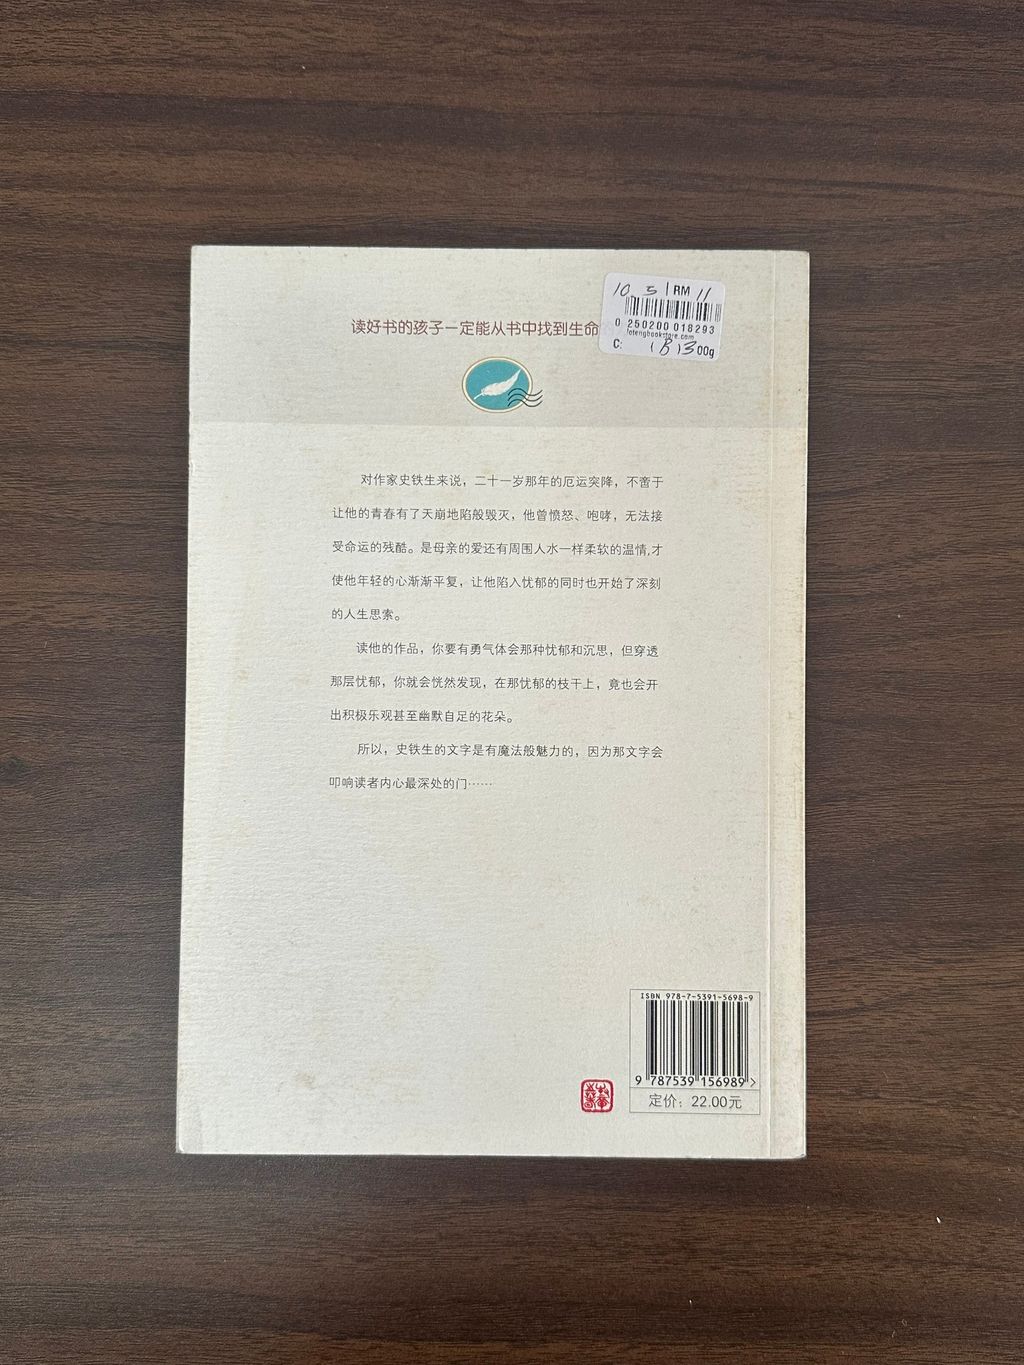 10.5 RM 11
0 250200 018293
lotengbookstore.com
C: 00g
读好书的孩子一定能从书中找到生命
对作家史铁生来说，二十一岁那年的厄运突降，不啻于
让他的青春有了天崩地陷般毁灭，他曾愤怒、咆哮，无法接
受命运的残酷。是母亲的爱还有周围人水一样柔软的温情,才
使他年轻的心渐渐平复，让他陷入忧郁的同时也开始了深刻
的人生思索。
读他的作品，你要有勇气体会那种忧郁和沉思，但穿透
那层忧郁，你就会恍然发现，在那忧郁的枝干上，竟也会开
出积极乐观甚至幽默自足的花朵。
所以，史铁生的文字是有魔法般魅力的，因为那文字会
叩响读者内心最深处的门……
ISBN 978-7-5391-5698-9
9 787539 156989 >
定价：22.00元